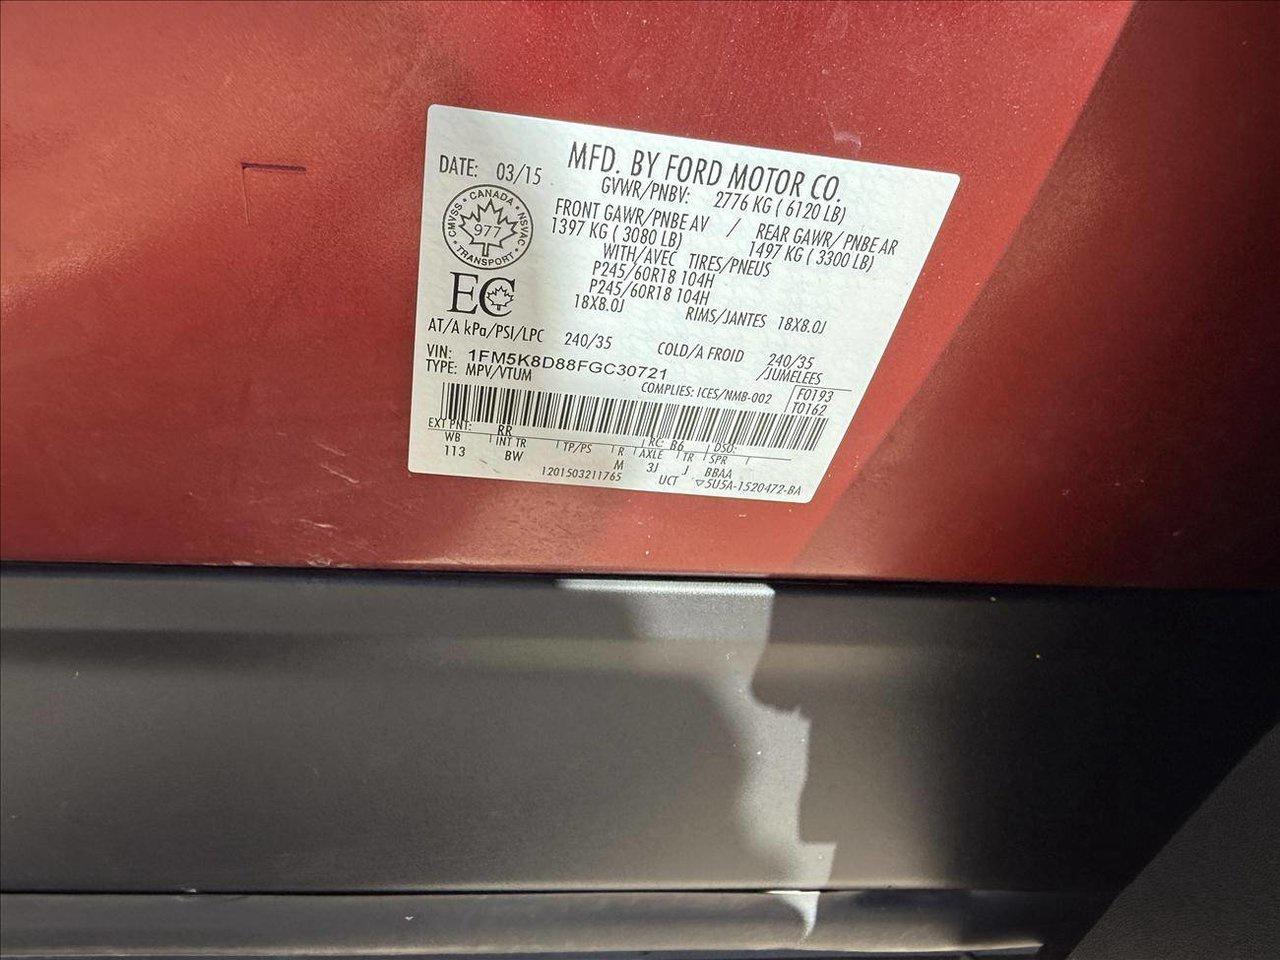 MFD. BY FORD MOTOR CO.
DATE: 03/15
GVWR/PNBV: 2776 KG ( 6120 LB)
FRONT GAWR/PNBE AV / REAR GAWR/ PNBE AR
1397 KG ( 3080 LB) 1497 KG ( 3300 LB)
WITH/AVEC TIRES/PNEUS
P245/60R18 104H
P245/60R18 104H
18X8.0J RIMS/JANTES 18X8.0J
CANADA
CMVSS 977 NSVAC
TRANSPORT
EC
AT/A kPa/PSI/LPC 240/35 COLD/A FROID 240/35
VIN: 1FM5K8D88FGC30721 /JUMELEES
TYPE: MPV/VTUM
COMPLIES: ICES/NMB-002 F0193
T0162
EXT PNT: RR RC: B6 DSO:
WB INT TR TP/PS R AXLE TR SPR
113 BW M 3J J BBAA
1201503211765 UCT ▽5U5A-1520472-BA